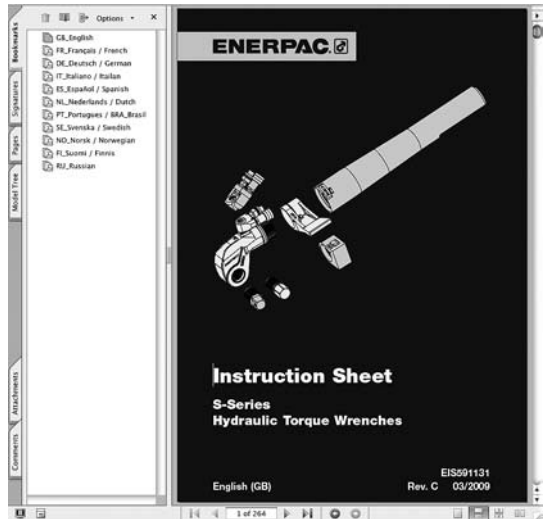 Options
Bookmarks
Signatures
Pages
Model Tree
Attachments
Comments
GB_English
FR_Français / French
DE_Deutsch / German
IT_Italiano / Itailan
ES_Español / Spanish
NL_Nederlands / Dutch
PT_Portugues / BRA_Brasil
SE_Svenska / Swedish
NO_Norsk / Norwegian
FI_Suomi / Finnis
RU_Russian
ENERPAC.
Instruction Sheet
S-Series
Hydraulic Torque Wrenches
EIS591131
English (GB) Rev. C 03/2009
1 of 264